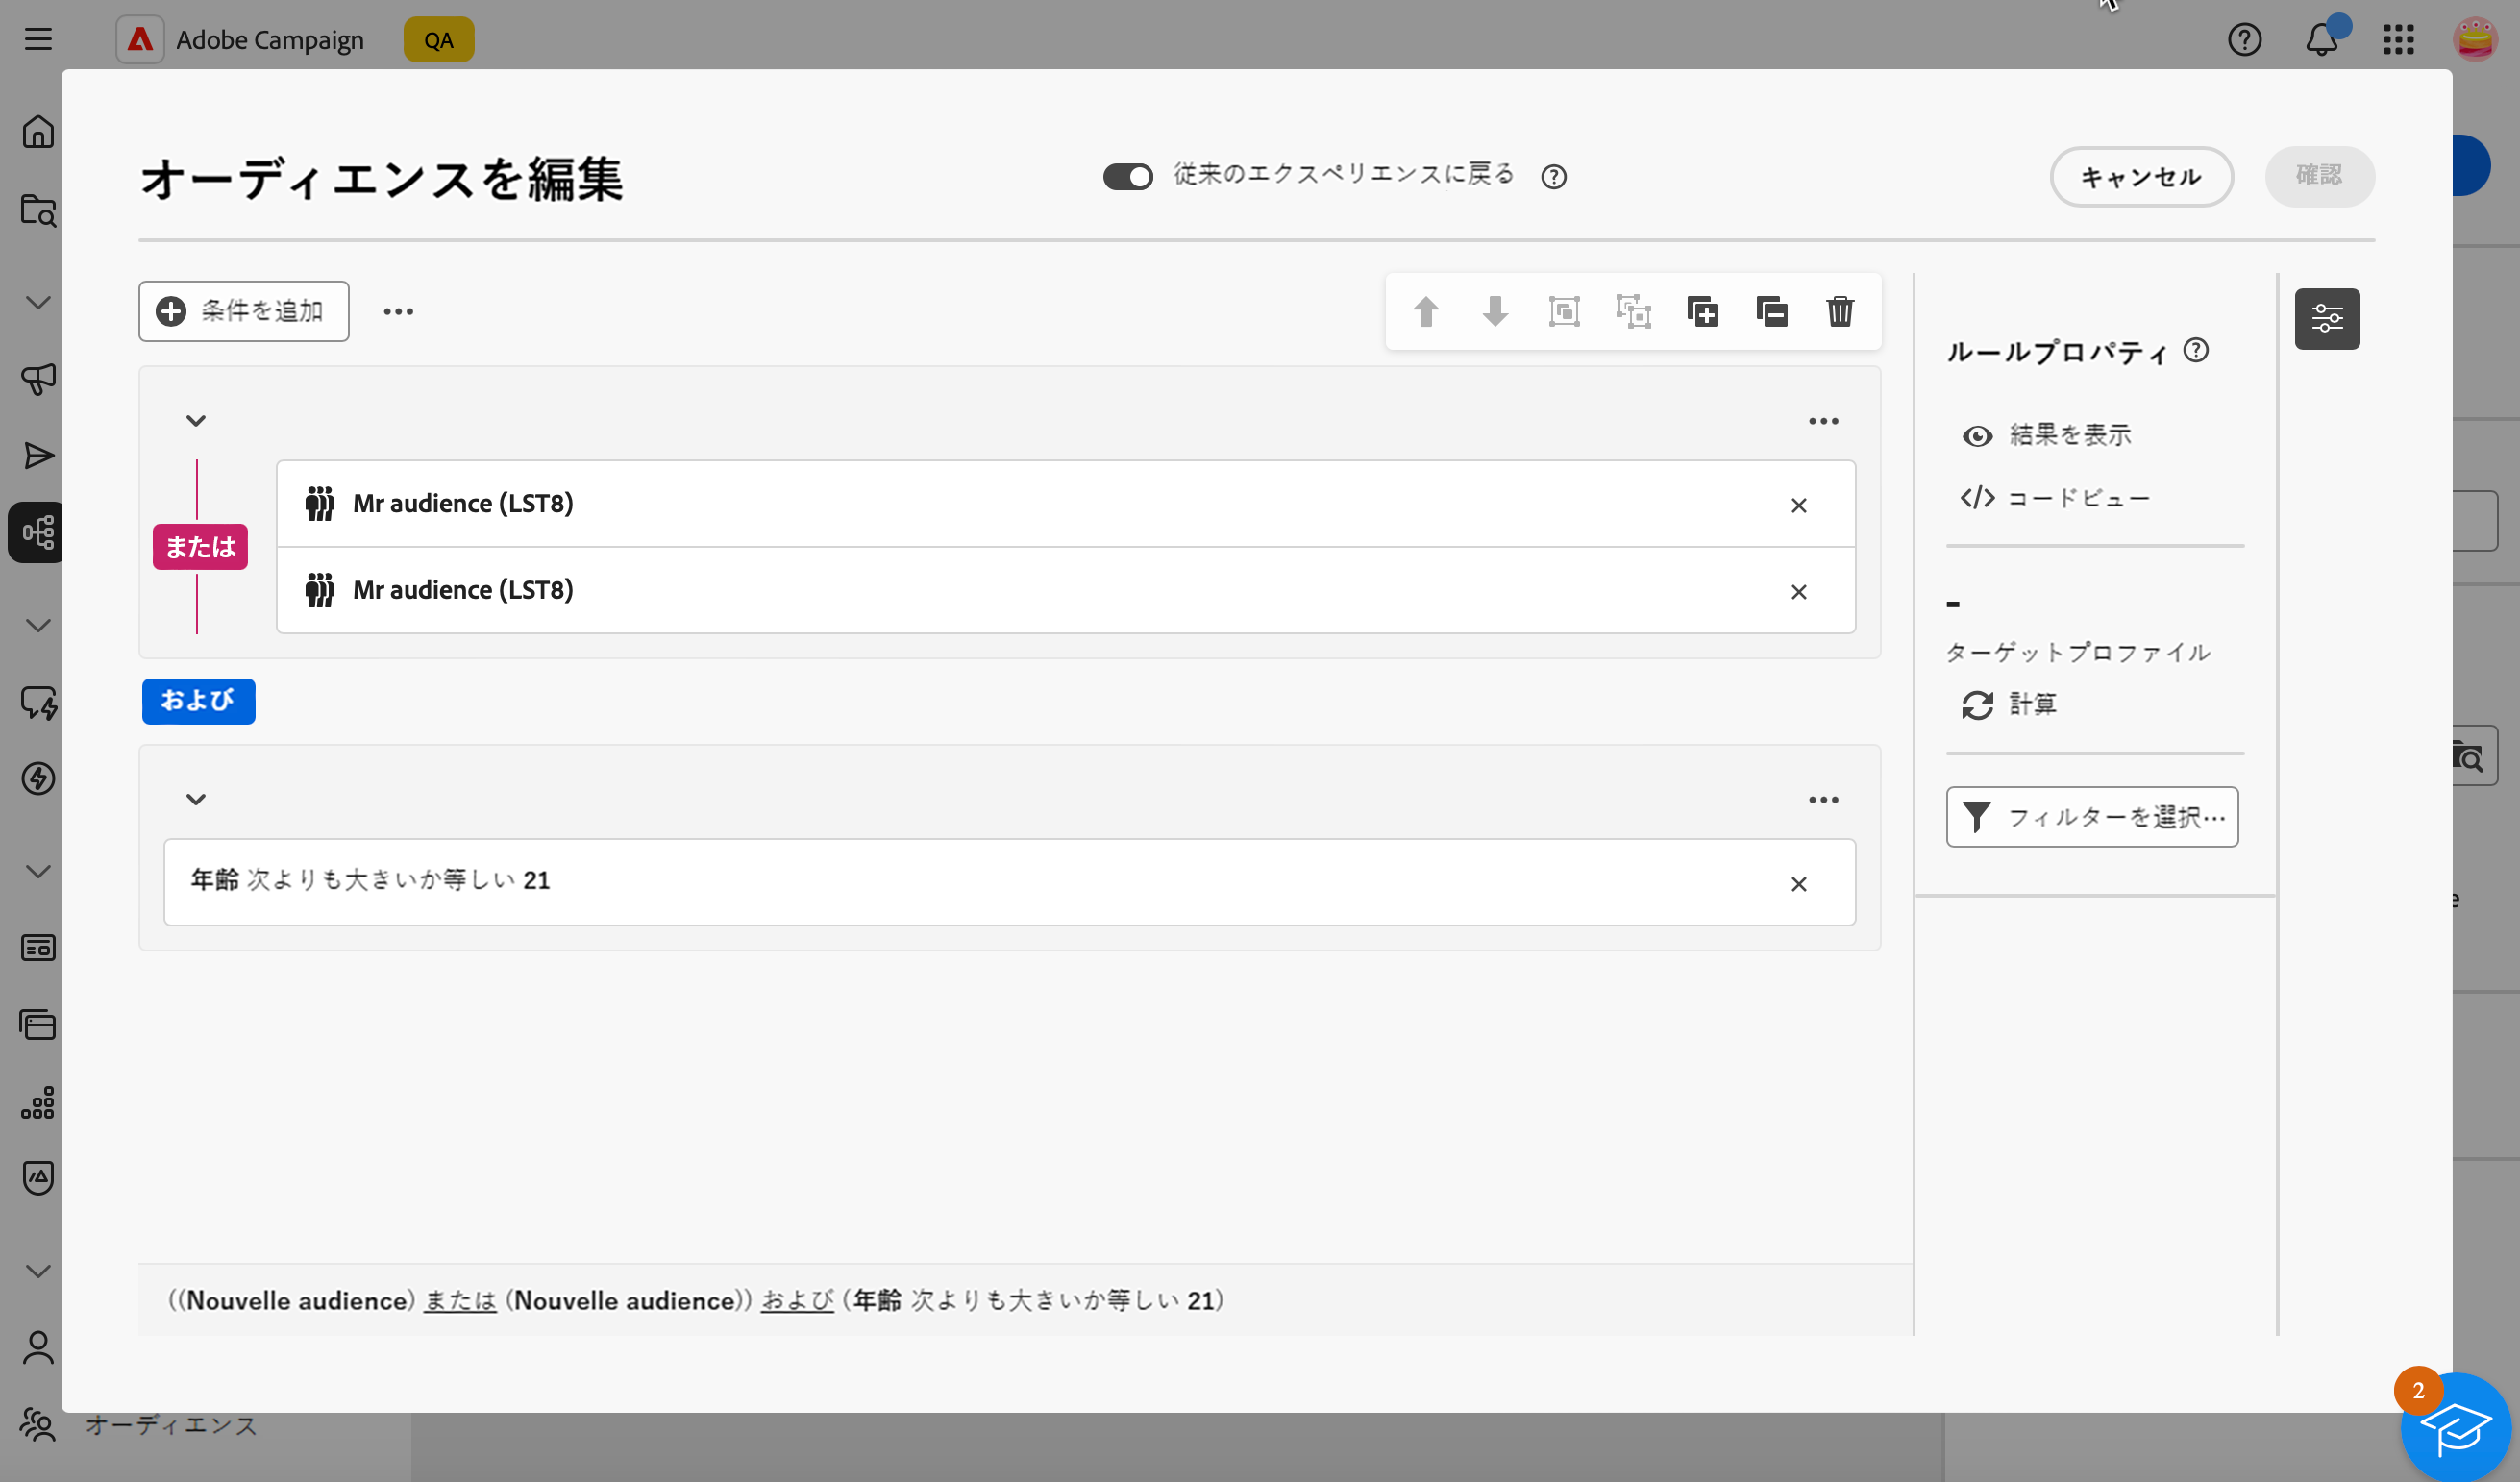 Adobe Campaign
QA
オーディエンスを編集
従来のエクスペリエンスに戻る
キャンセル
確認
条件を追加
Mr audience (LST8)
または
Mr audience (LST8)
および
年齢 次よりも大きいか等しい 21
ルールプロパティ
結果を表示
</> コードビュー
-
ターゲットプロファイル
計算
フィルターを選択…
e
((Nouvelle audience) または (Nouvelle audience)) および (年齢 次よりも大きいか等しい 21)
2
オーディエンス